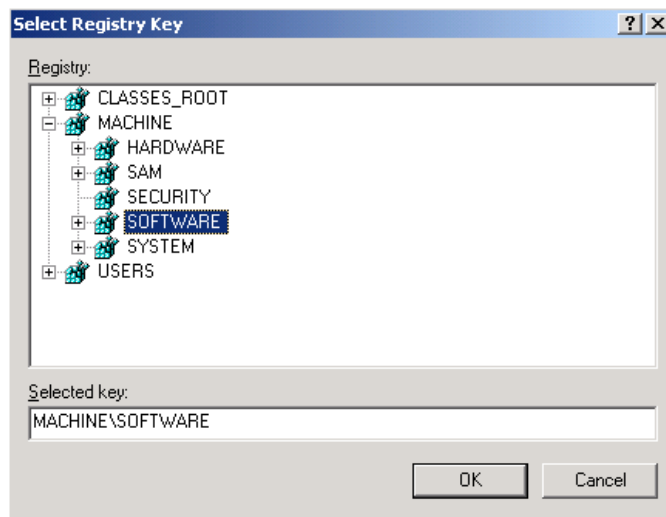 Select Registry Key
Registry:
CLASSES_ROOT
MACHINE
HARDWARE
SAM
SECURITY
SOFTWARE
SYSTEM
USERS
Selected key:
MACHINE\SOFTWARE
OK Cancel